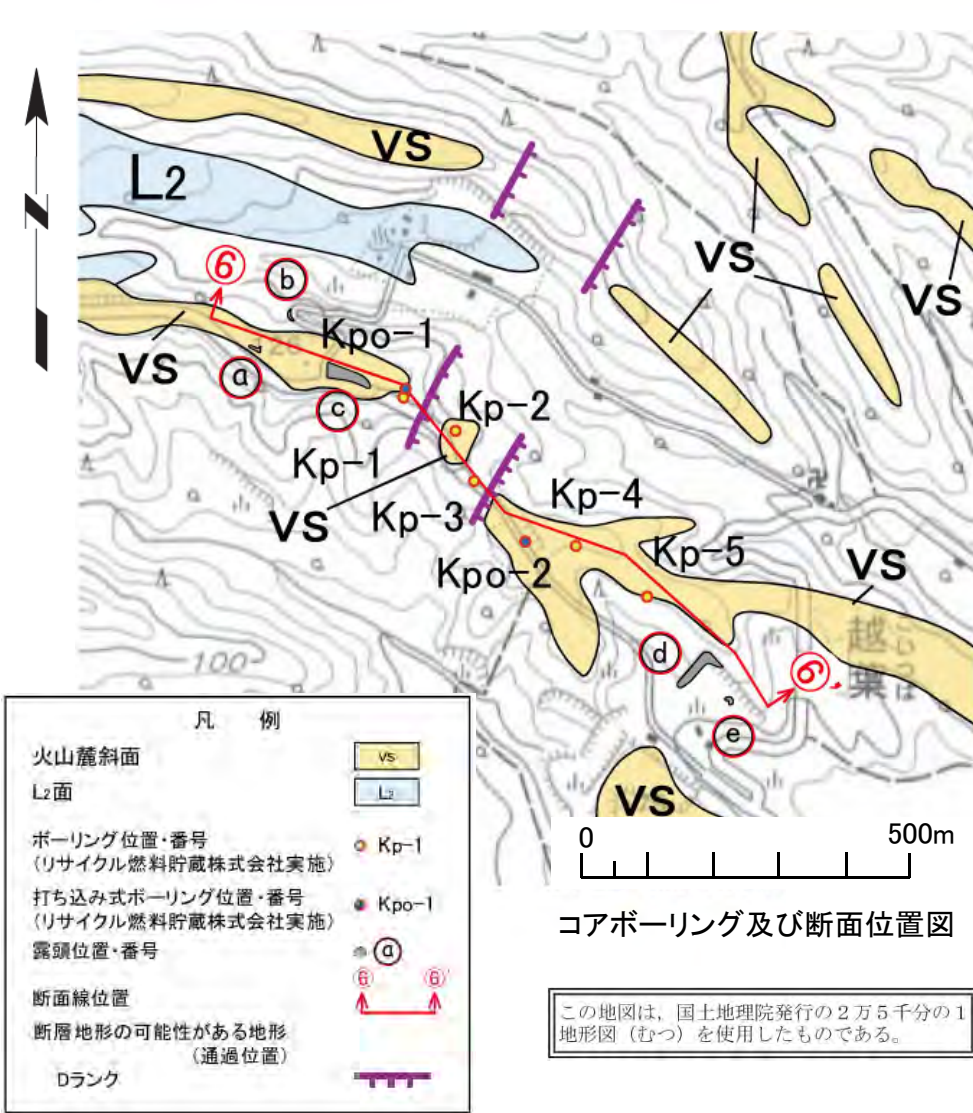 N
VS
L2
VS
VS
⑥
ⓑ
Kpo-1
126
VS
ⓐ
ⓒ
Kp-2
Kp-1
VS
Kp-3
Kp-4
Kpo-2
Kp-5
VS
越葉
ⓓ
⑥'
ⓔ
100
VS
凡 例
火山麓斜面 VS
L2面 L2
ボーリング位置・番号
(リサイクル燃料貯蔵株式会社実施) Kp-1
打ち込み式ボーリング位置・番号
(リサイクル燃料貯蔵株式会社実施) Kpo-1
露頭位置・番号 ⓐ
⑥ ⑥'
断面線位置
断層地形の可能性がある地形
(通過位置)
Dランク
0 500m
コアボーリング及び断面位置図
この地図は，国土地理院発行の２万５千分の１
地形図（むつ）を使用したものである。